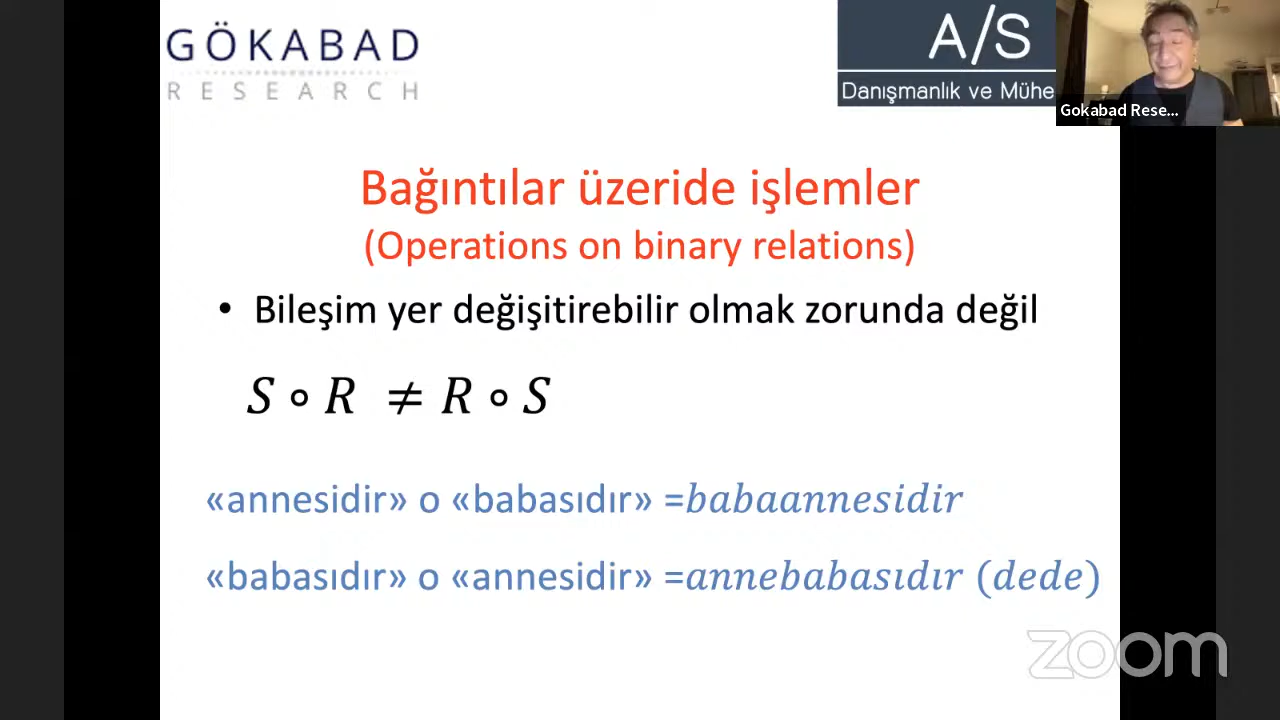 GÖKABAD
RESEARCH
A/S
Danışmanlık ve Mühe
Gokabad Rese...
Bağıntılar üzeride işlemler
(Operations on binary relations)
• Bileşim yer değişitirebilir olmak zorunda değil
S ∘ R ≠ R ∘ S
«annesidir» o «babasıdır» =babaannesidir
«babasıdır» o «annesidir» =annebabasıdır (dede)
zoom